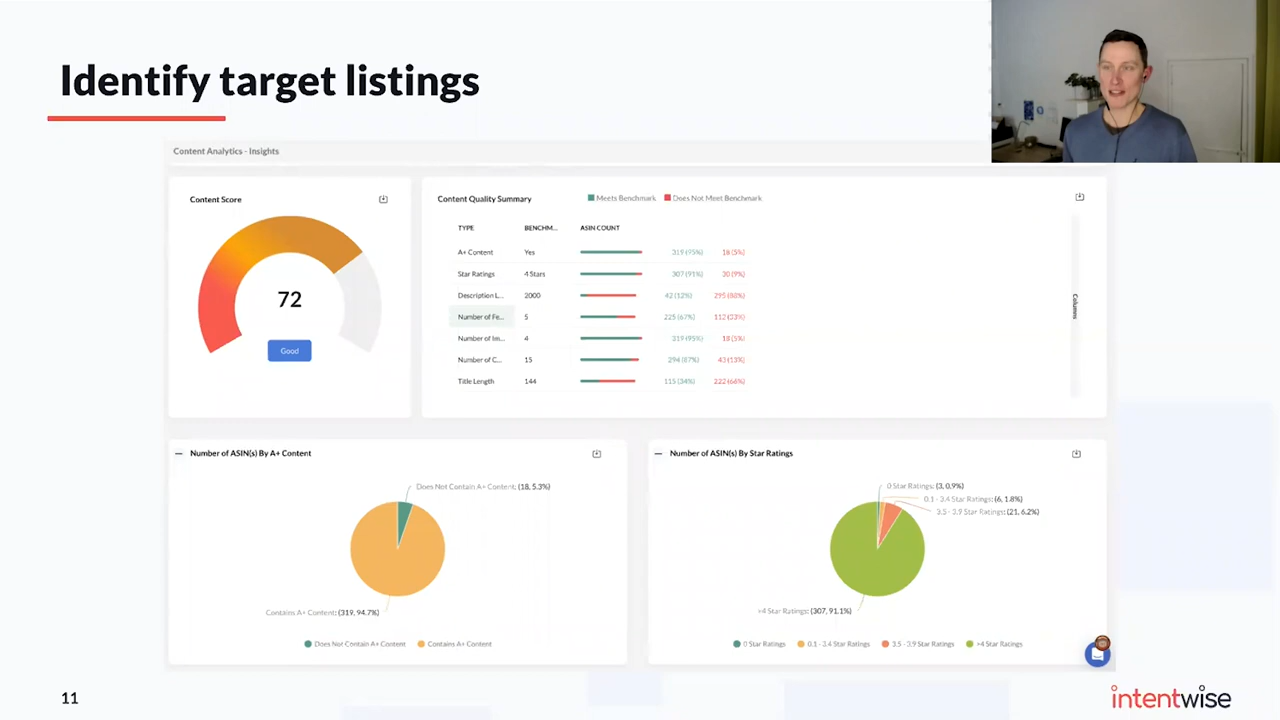 Identify target listings
Content Analytics - Insights
Content Score
72
Good
Content Quality Summary
Meets Benchmark
Does Not Meet Benchmark
TYPE BENCHM... ASIN COUNT
A+ Content Yes 319 (95%) 18 (5%)
Star Ratings 4 Stars 307 (91%) 30 (9%)
Description L... 2000 42 (12%) 295 (88%)
Number of Fe... 5 225 (67%) 112 (33%)
Number of Im... 4 319 (95%) 18 (5%)
Number of C... 15 294 (87%) 43 (13%)
Title Length 144 115 (34%) 222 (66%)
Columns
Number of ASIN(s) By A+ Content
Does Not Contain A+ Content: (18, 5.3%)
Contains A+ Content: (319, 94.7%)
Does Not Contain A+ Content
Contains A+ Content
Number of ASIN(s) By Star Ratings
0 Star Ratings: (3, 0.9%)
0.1 - 3.4 Star Ratings: (6, 1.8%)
3.5 - 3.9 Star Ratings: (21, 6.2%)
>4 Star Ratings: (307, 91.1%)
0 Star Ratings
0.1 - 3.4 Star Ratings
3.5 - 3.9 Star Ratings
>4 Star Ratings
11
intentwise